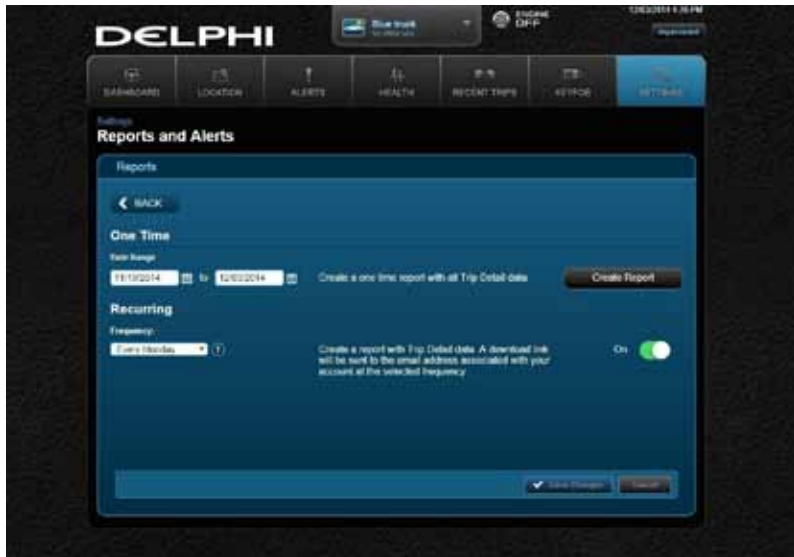 DELPHI
Blue truck
ENGINE
OFF
DASHBOARD
LOCATION
ALERTS
HEALTH
RECENT TRIPS
KEYFOB
SETTINGS
Settings
Reports and Alerts
Reports
BACK
One Time
Date Range
to 12/03/2014
Create a one time report with all Trip Detail data
Create Report
Recurring
Frequency:
Every Monday
?
Create a report with Trip Detail data. A download link
will be sent to the email address associated with your
account at the selected frequency
On
Save Changes
Cancel